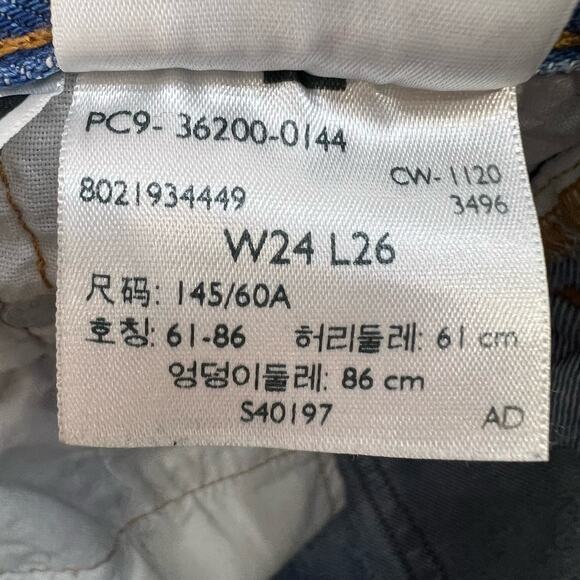 PC9- 36200-0144
CW-1120
8021934449
3496
W24 L26
尺码: 145/60A
호칭: 61-86 허리둘레: 61 cm
엉덩이둘레: 86 cm
S40197
AD